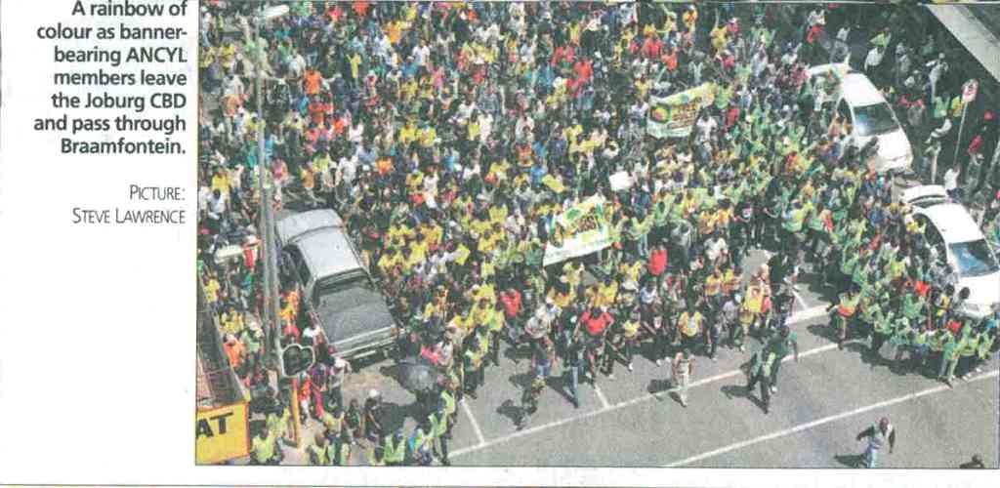 A rainbow of
colour as banner-
bearing ANCYL
members leave
the Joburg CBD
and pass through
Braamfontein.
PICTURE:
STEVE LAWRENCE
AT